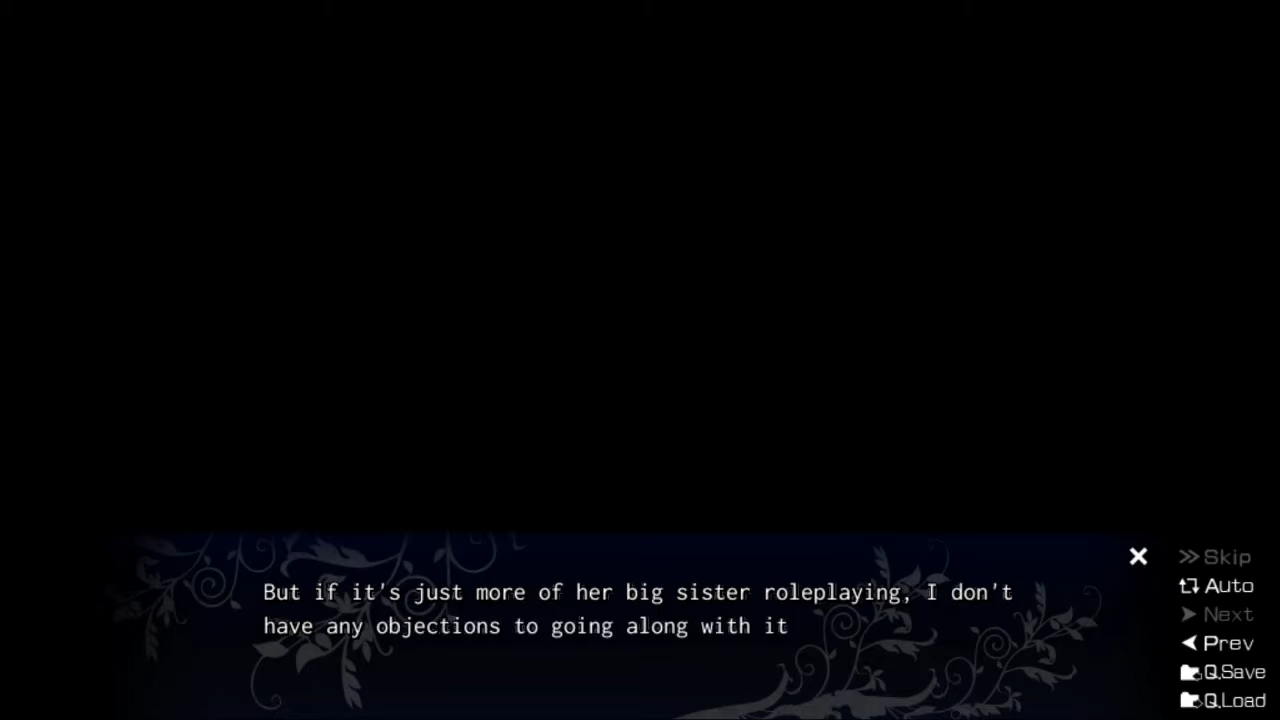 But if it's just more of her big sister roleplaying, I don't
have any objections to going along with it
Skip
Auto
Next
Prev
Q.Save
Q.Load